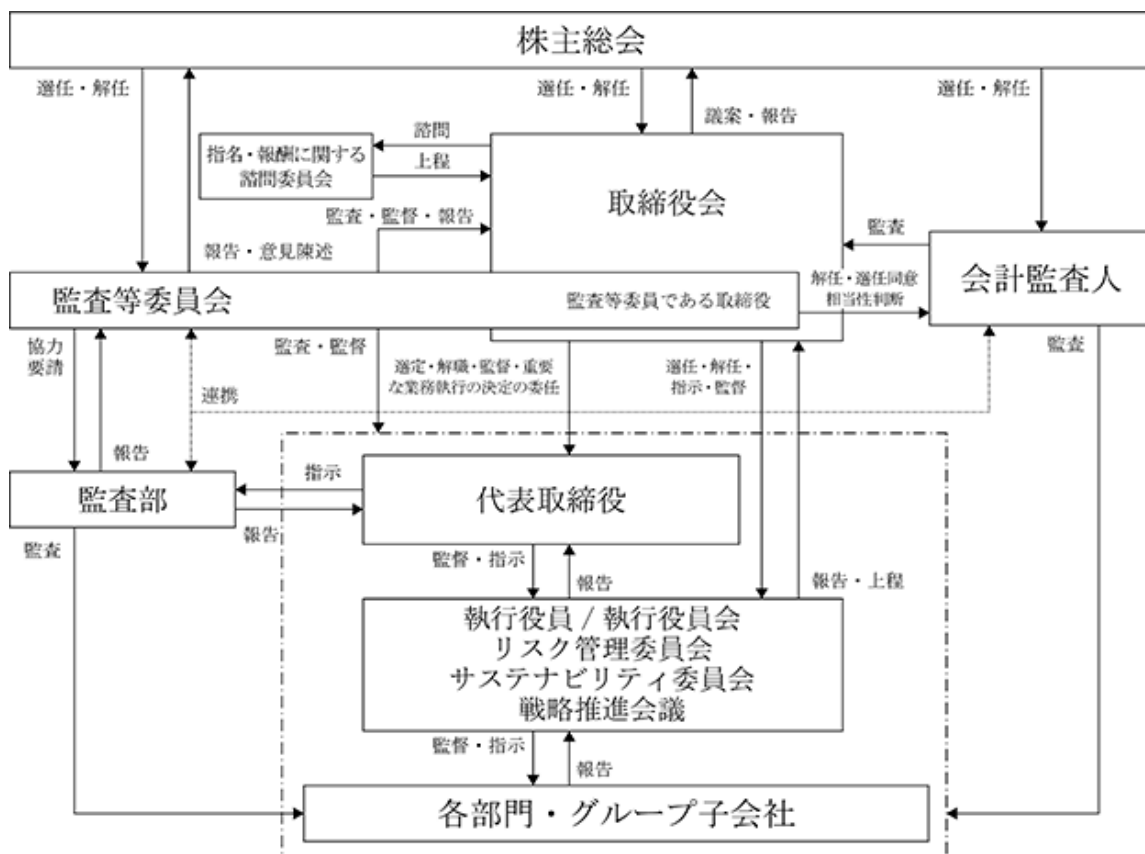 株主総会
選任・解任
選任・解任
選任・解任
議案・報告
諮問
指名・報酬に関する
諮問委員会
上程
取締役会
監査・監督・報告
監査
報告・意見陳述
会計監査人
監査等委員会
監査等委員である取締役
解任・選任同意
相当性判断
協力
要請
監査・監督
選定・解職・監督・重要
な業務執行の決定の委任
選任・解任・
指示・監督
監査
連携
報告
指示
監査部
代表取締役
監査
報告
監督・指示
報告
報告・上程
執行役員 / 執行役員会
リスク管理委員会
サステナビリティ委員会
戦略推進会議
監督・指示
報告
各部門・グループ子会社